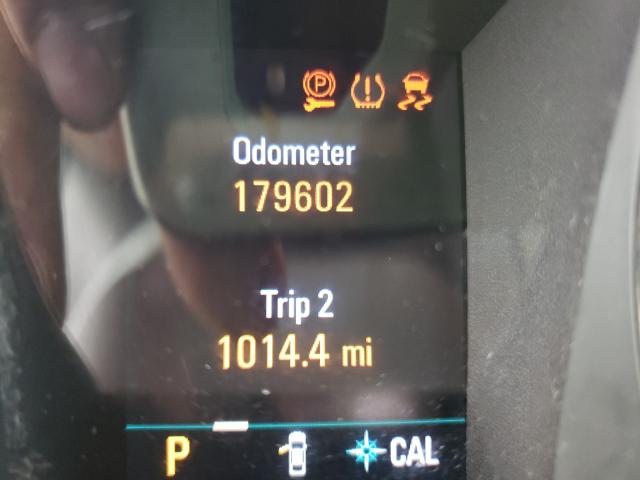 Odometer
179602
Trip 2
1014.4 mi
P
CAL